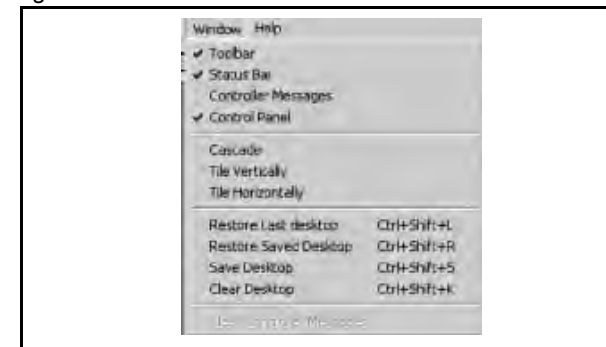 Window Help
Toolbar
Status Bar
Controller Messages
Control Panel
Cascade
Tile Vertically
Tile Horizontally
Restore Last desktop Ctrl+Shift+L
Restore Saved Desktop Ctrl+Shift+R
Save Desktop Ctrl+Shift+S
Clear Desktop Ctrl+Shift+K